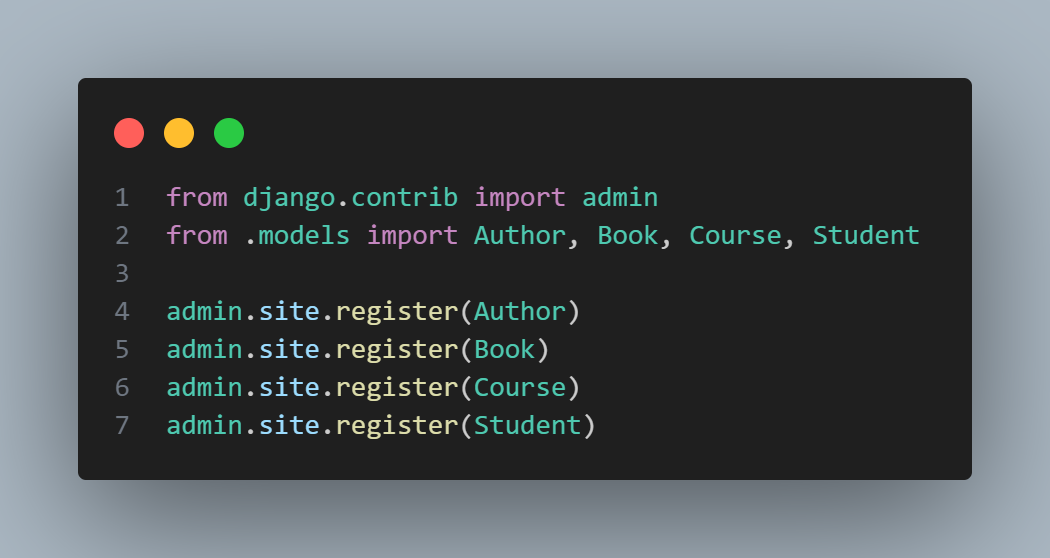 1 from django.contrib import admin
2 from .models import Author, Book, Course, Student
3
4 admin.site.register(Author)
5 admin.site.register(Book)
6 admin.site.register(Course)
7 admin.site.register(Student)